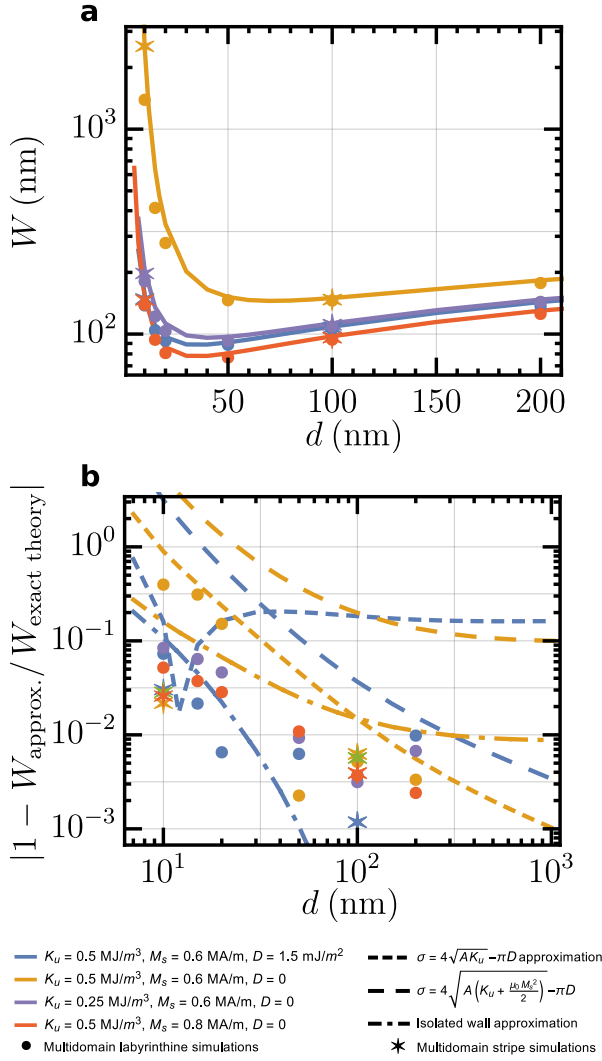 a
W (nm)
10³
10²
50
100
150
200
d (nm)
b
|1 − W_approx./W_exact theory|
10⁰
10⁻¹
10⁻²
10⁻³
10¹
10²
10³
d (nm)
K_u = 0.5 MJ/m³, M_s = 0.6 MA/m, D = 1.5 mJ/m²
K_u = 0.5 MJ/m³, M_s = 0.6 MA/m, D = 0
K_u = 0.25 MJ/m³, M_s = 0.6 MA/m, D = 0
K_u = 0.5 MJ/m³, M_s = 0.8 MA/m, D = 0
Multidomain labyrinthine simulations
σ = 4√(AK_u) −πD approximation
σ = 4√(A(K_u + μ₀M_s²/2)) −πD
Isolated wall approximation
Multidomain stripe simulations